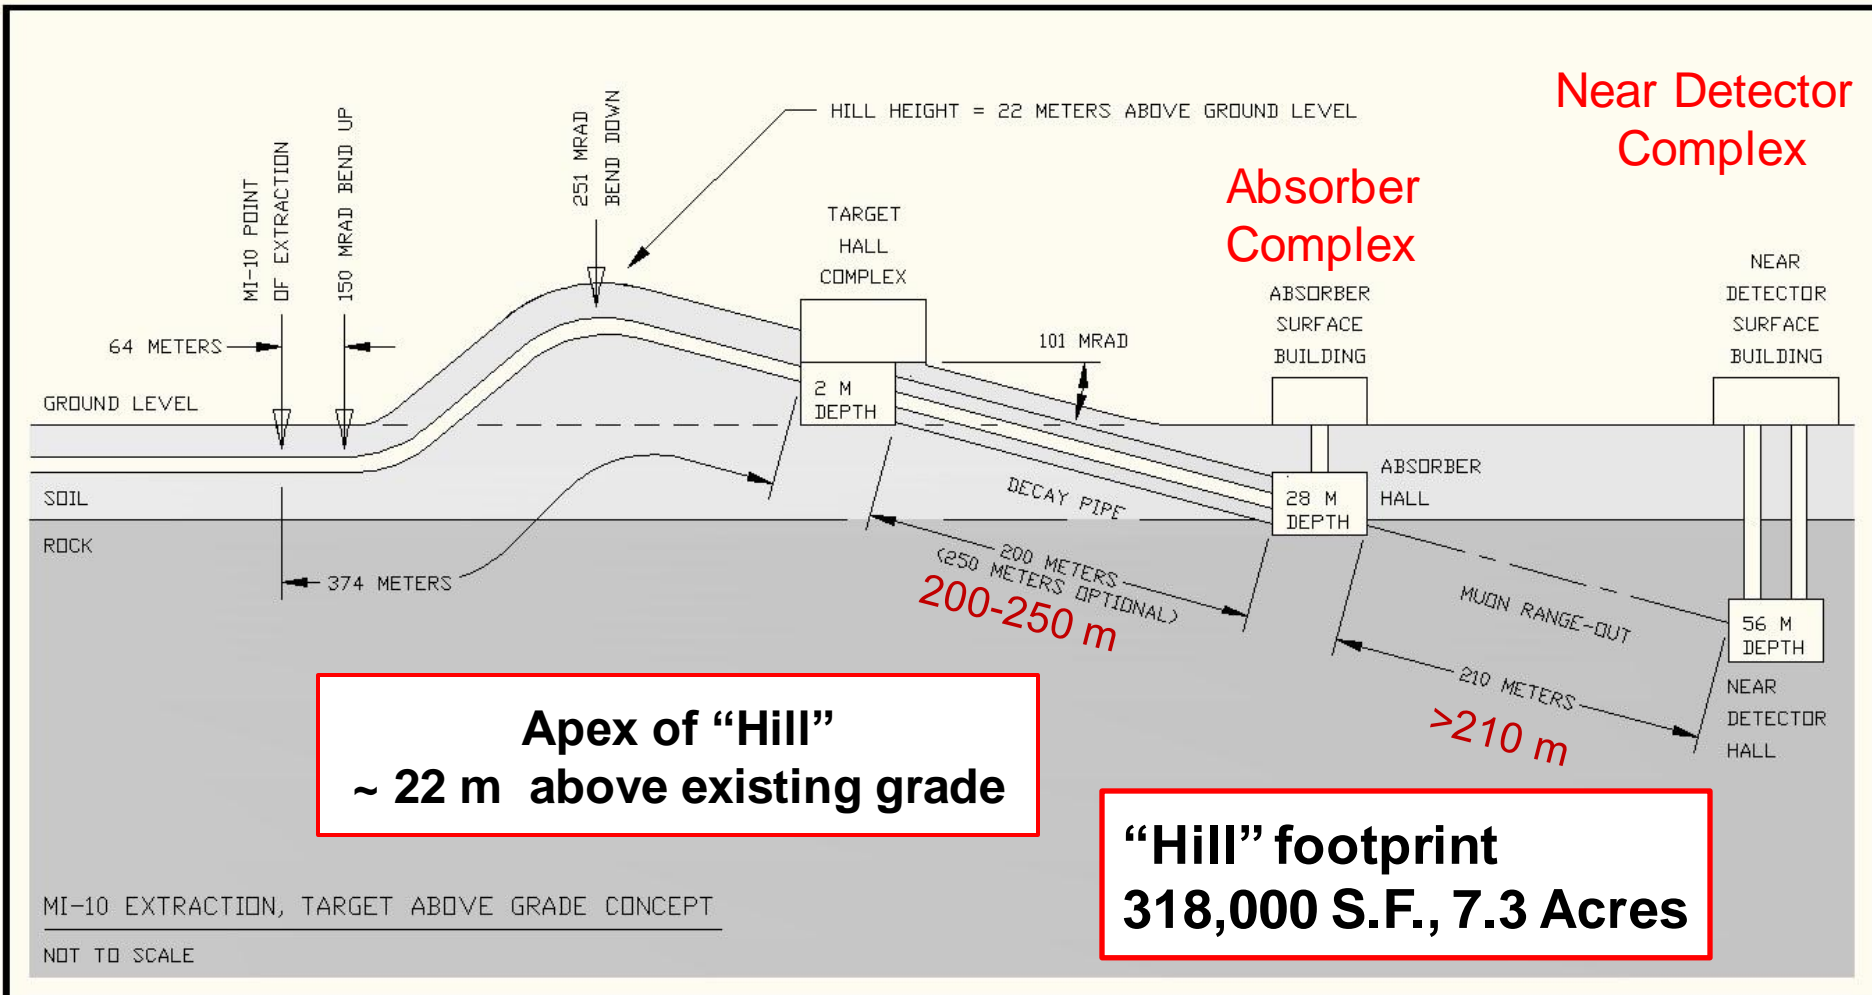 Near Detector
Complex
HILL HEIGHT = 22 METERS ABOVE GROUND LEVEL
251 MRAD
BEND DOWN
MI-10 POINT
OF EXTRACTION
150 MRAD BEND UP
Absorber
Complex
TARGET
HALL
COMPLEX
NEAR
DETECTOR
SURFACE
BUILDING
ABSORBER
SURFACE
BUILDING
64 METERS
101 MRAD
GROUND LEVEL
2 M
DEPTH
ABSORBER
HALL
SOIL
DECAY PIPE
28 M
DEPTH
ROCK
374 METERS
200 METERS
(250 METERS OPTIONAL)
200-250 m
MUON RANGE-OUT
56 M
DEPTH
210 METERS
>210 m
NEAR
DETECTOR
HALL
Apex of “Hill”
~ 22 m above existing grade
“Hill” footprint
318,000 S.F., 7.3 Acres
MI-10 EXTRACTION, TARGET ABOVE GRADE CONCEPT
NOT TO SCALE